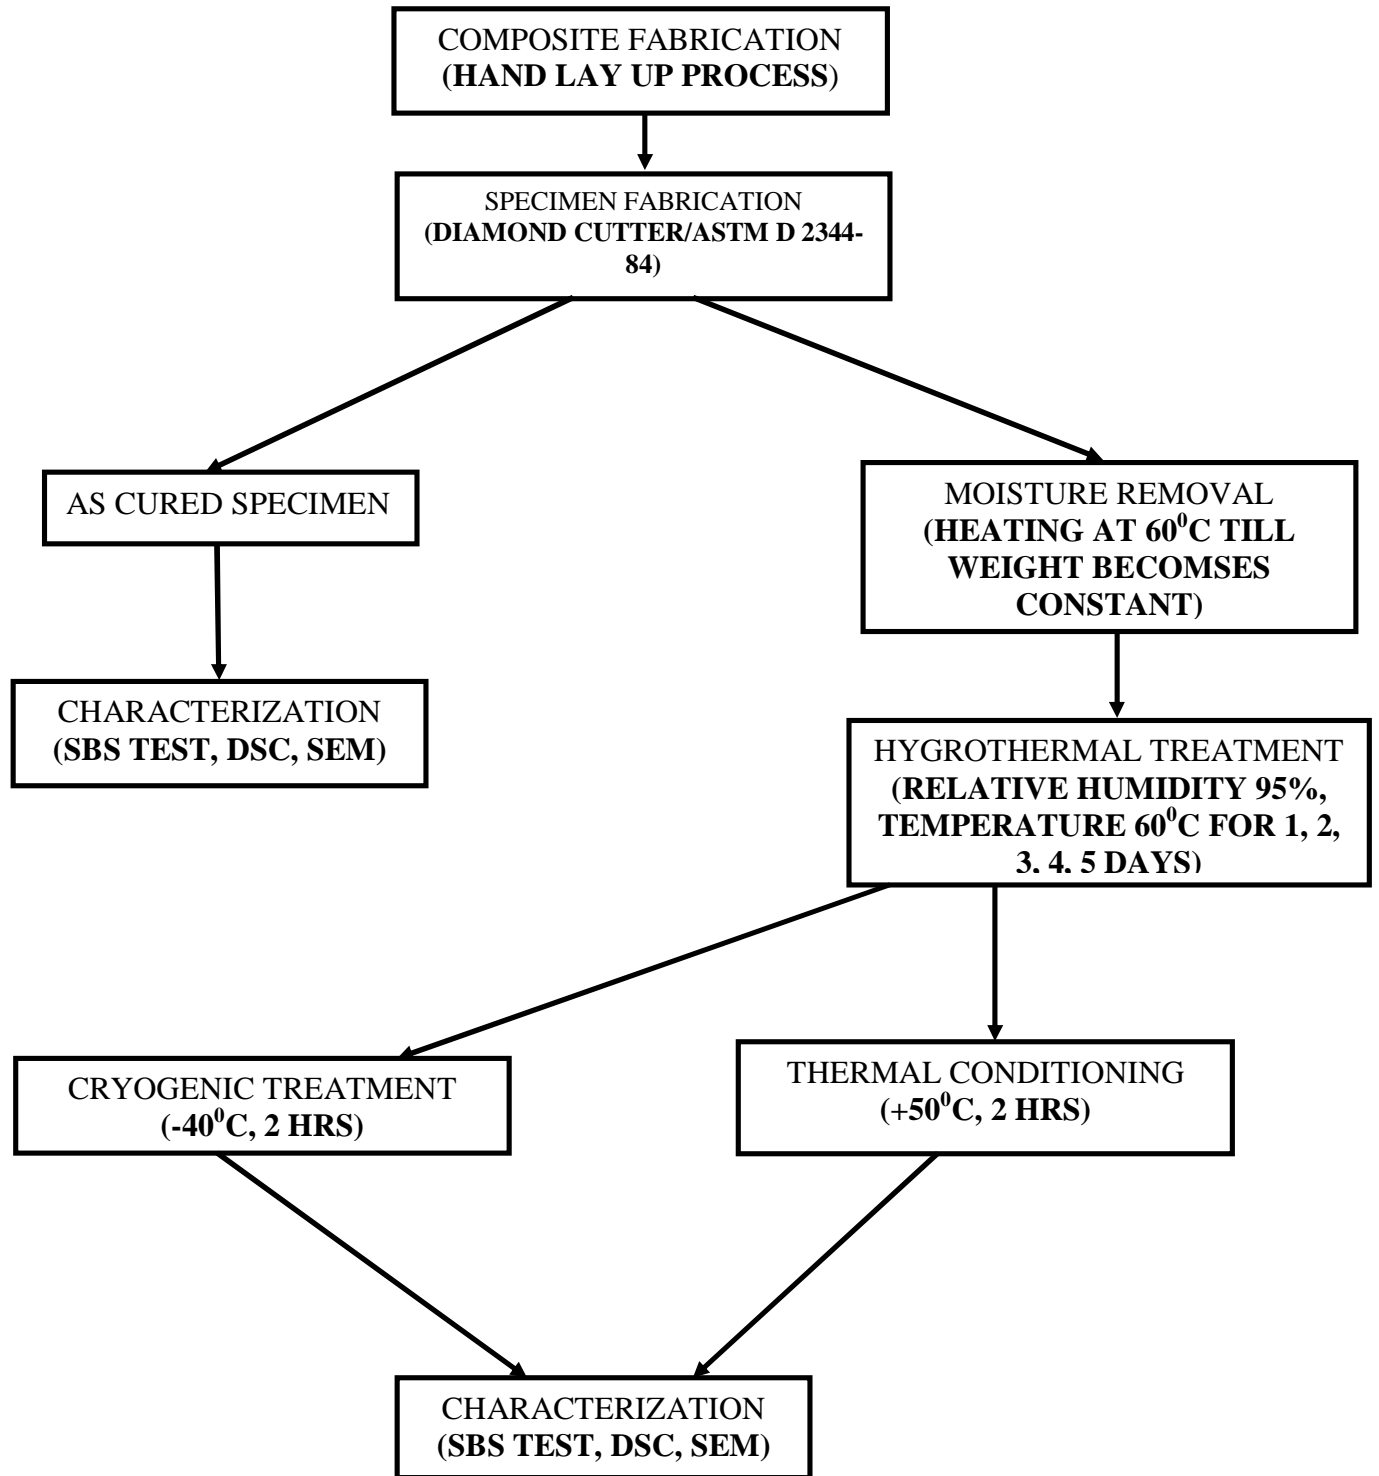 COMPOSITE FABRICATION
(HAND LAY UP PROCESS)
SPECIMEN FABRICATION
(DIAMOND CUTTER/ASTM D 2344-
84)
AS CURED SPECIMEN
MOISTURE REMOVAL
(HEATING AT 60⁰C TILL
WEIGHT BECOMSES
CONSTANT)
CHARACTERIZATION
(SBS TEST, DSC, SEM)
HYGROTHERMAL TREATMENT
(RELATIVE HUMIDITY 95%,
TEMPERATURE 60⁰C FOR 1, 2,
3, 4, 5 DAYS)
CRYOGENIC TREATMENT
(-40⁰C, 2 HRS)
THERMAL CONDITIONING
(+50⁰C, 2 HRS)
CHARACTERIZATION
(SBS TEST, DSC, SEM)